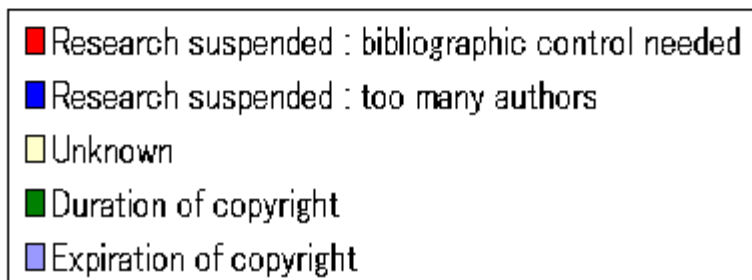 Research suspended : bibliographic control needed
Research suspended : too many authors
Unknown
Duration of copyright
Expiration of copyright